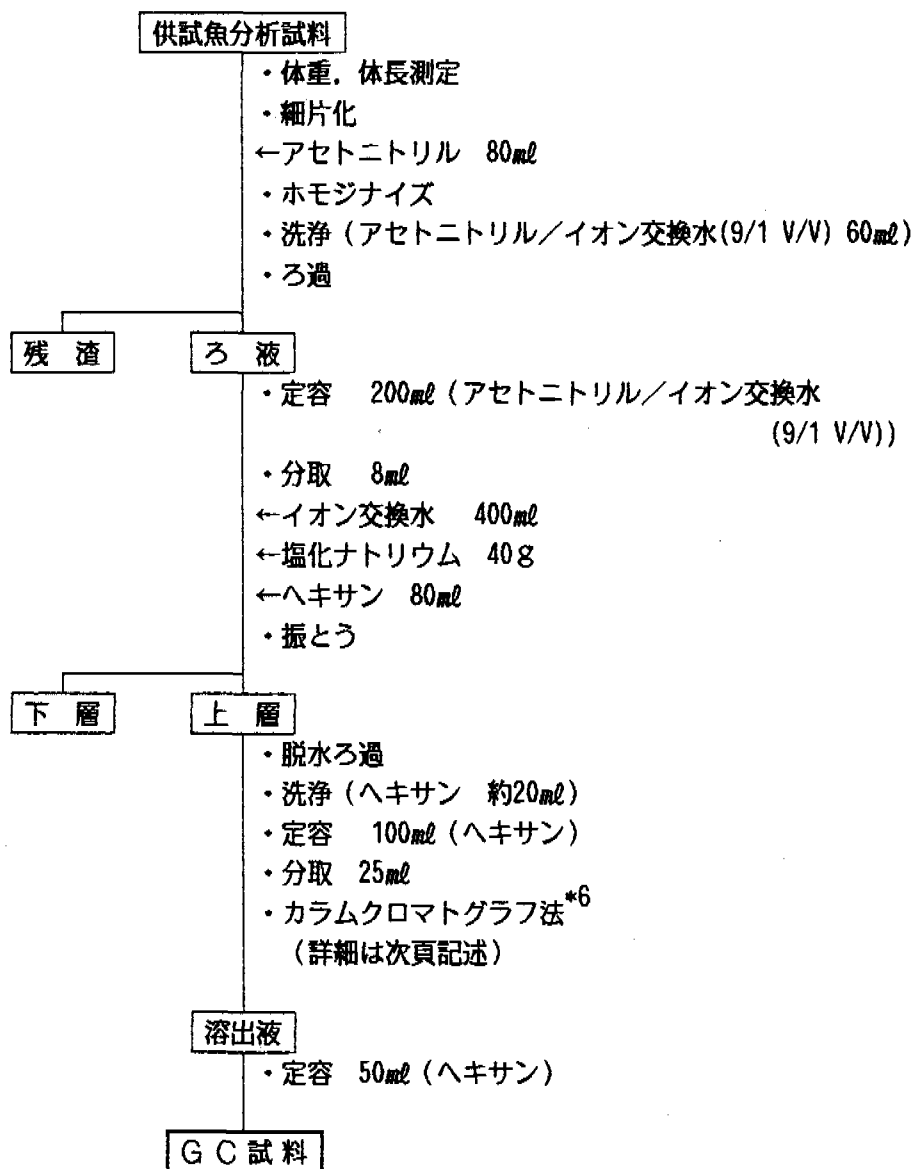 供試魚分析試料
・体重，体長測定
・細片化
←アセトニトリル 80mℓ
・ホモジナイズ
・洗浄（アセトニトリル／イオン交換水(9/1 V/V) 60mℓ）
・ろ過
残 渣 ろ 液
・定容 200mℓ（アセトニトリル／イオン交換水
(9/1 V/V)）
・分取 8mℓ
←イオン交換水 400mℓ
←塩化ナトリウム 40g
←ヘキサン 80mℓ
・振とう
下 層 上 層
・脱水ろ過
・洗浄（ヘキサン 約20mℓ）
・定容 100mℓ（ヘキサン）
・分取 25mℓ
・カラムクロマトグラフ法*6
（詳細は次頁記述）
溶出液
・定容 50mℓ（ヘキサン）
ＧＣ試料